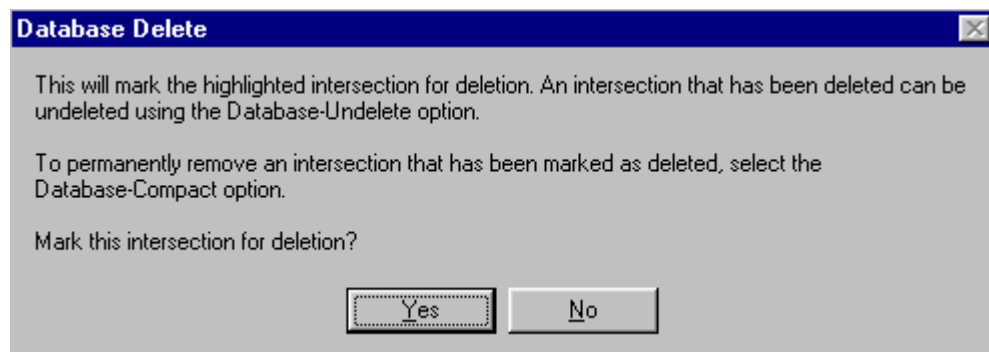 Database Delete
This will mark the highlighted intersection for deletion. An intersection that has been deleted can be
undeleted using the Database-Undelete option.
To permanently remove an intersection that has been marked as deleted, select the
Database-Compact option.
Mark this intersection for deletion?
Yes No